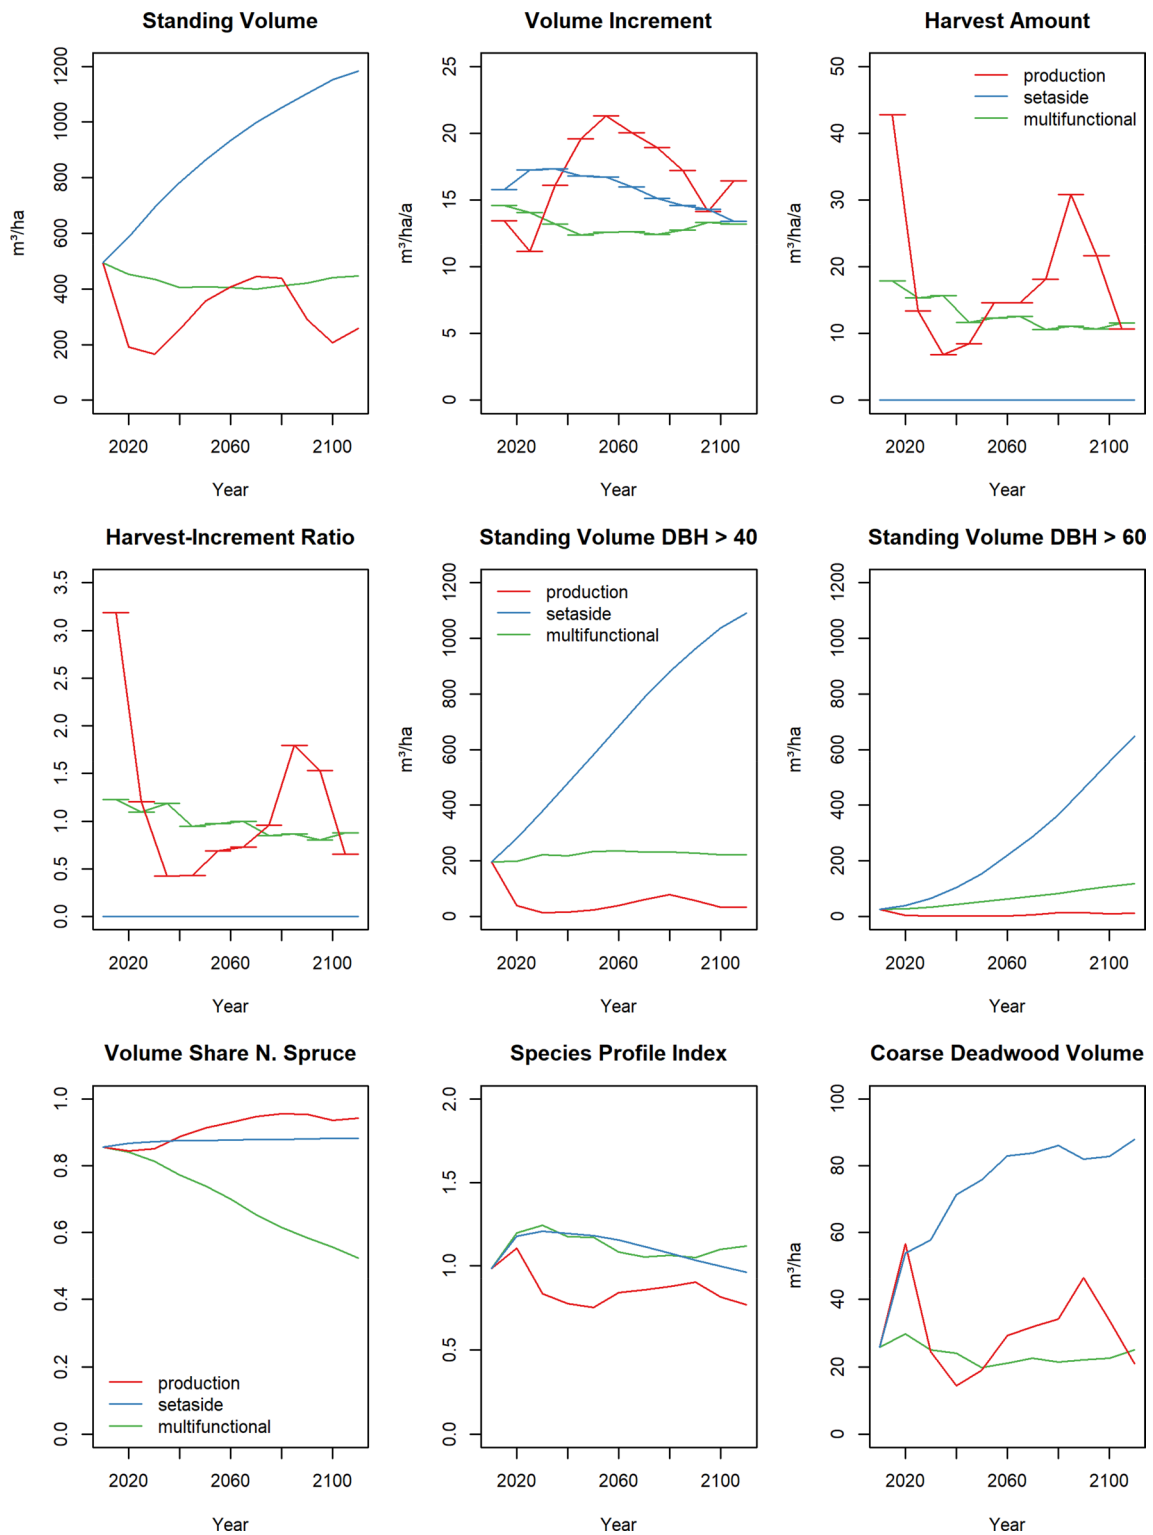 Standing Volume
m³/ha
0 200 400 600 800 1000 1200
2020 2060 2100
Year
Volume Increment
m³/ha/a
0 5 10 15 20 25
2020 2060 2100
Year
Harvest Amount
m³/ha/a
0 10 20 30 40 50
production
setaside
multifunctional
2020 2060 2100
Year
Harvest-Increment Ratio
0.0 0.5 1.0 1.5 2.0 2.5 3.0 3.5
2020 2060 2100
Year
Standing Volume DBH > 40
m³/ha
0 200 400 600 800 1000 1200
production
setaside
multifunctional
2020 2060 2100
Year
Standing Volume DBH > 60
m³/ha
0 200 400 600 800 1000 1200
2020 2060 2100
Year
Volume Share N. Spruce
0.0 0.2 0.4 0.6 0.8 1.0
production
setaside
multifunctional
2020 2060 2100
Year
Species Profile Index
0.0 0.5 1.0 1.5 2.0
2020 2060 2100
Year
Coarse Deadwood Volume
m³/ha
0 20 40 60 80 100
2020 2060 2100
Year